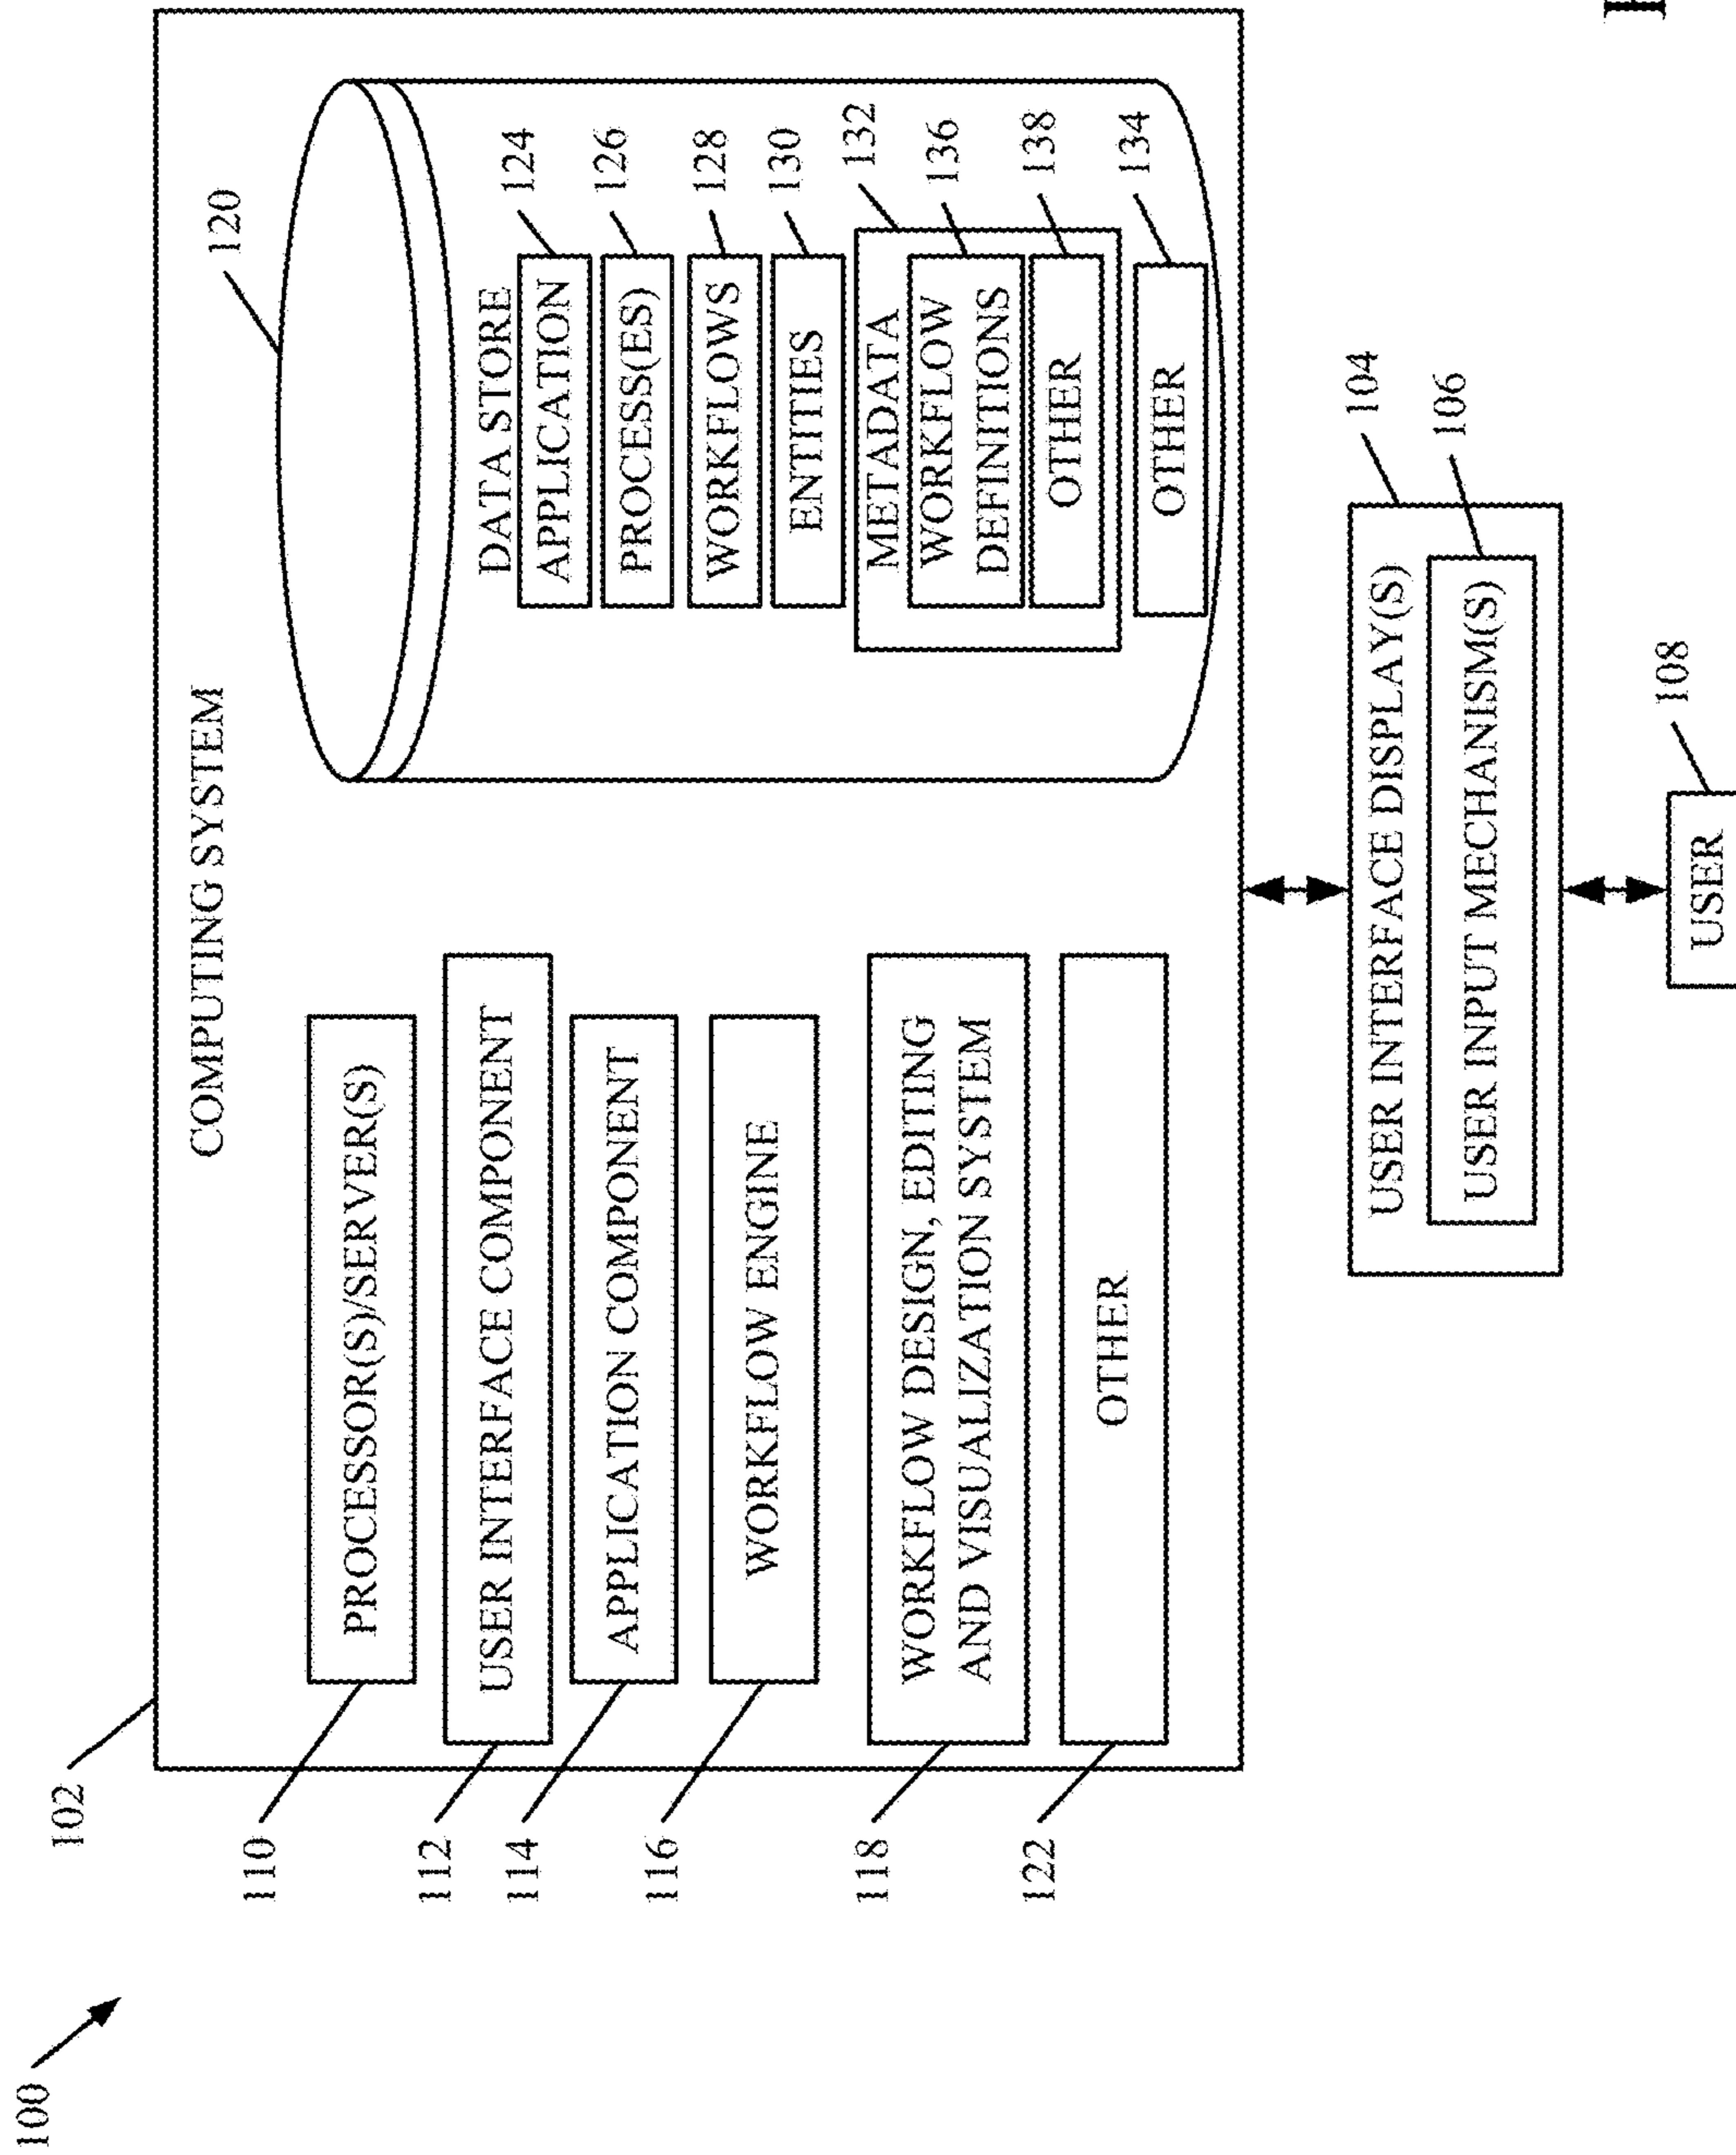 100
102
COMPUTING SYSTEM
120
110
PROCESSOR(S)/SERVER(S)
112
USER INTERFACE COMPONENT
114
APPLICATION COMPONENT
116
WORKFLOW ENGINE
118
WORKFLOW DESIGN, EDITING
AND VISUALIZATION SYSTEM
122
OTHER
DATA STORE
APPLICATION
124
PROCESS(ES)
126
WORKFLOWS
128
ENTITIES
130
METADATA
132
WORKFLOW
DEFINITIONS
136
OTHER
138
OTHER
134
USER INTERFACE DISPLAY(S)
104
USER INPUT MECHANISM(S)
106
USER
108